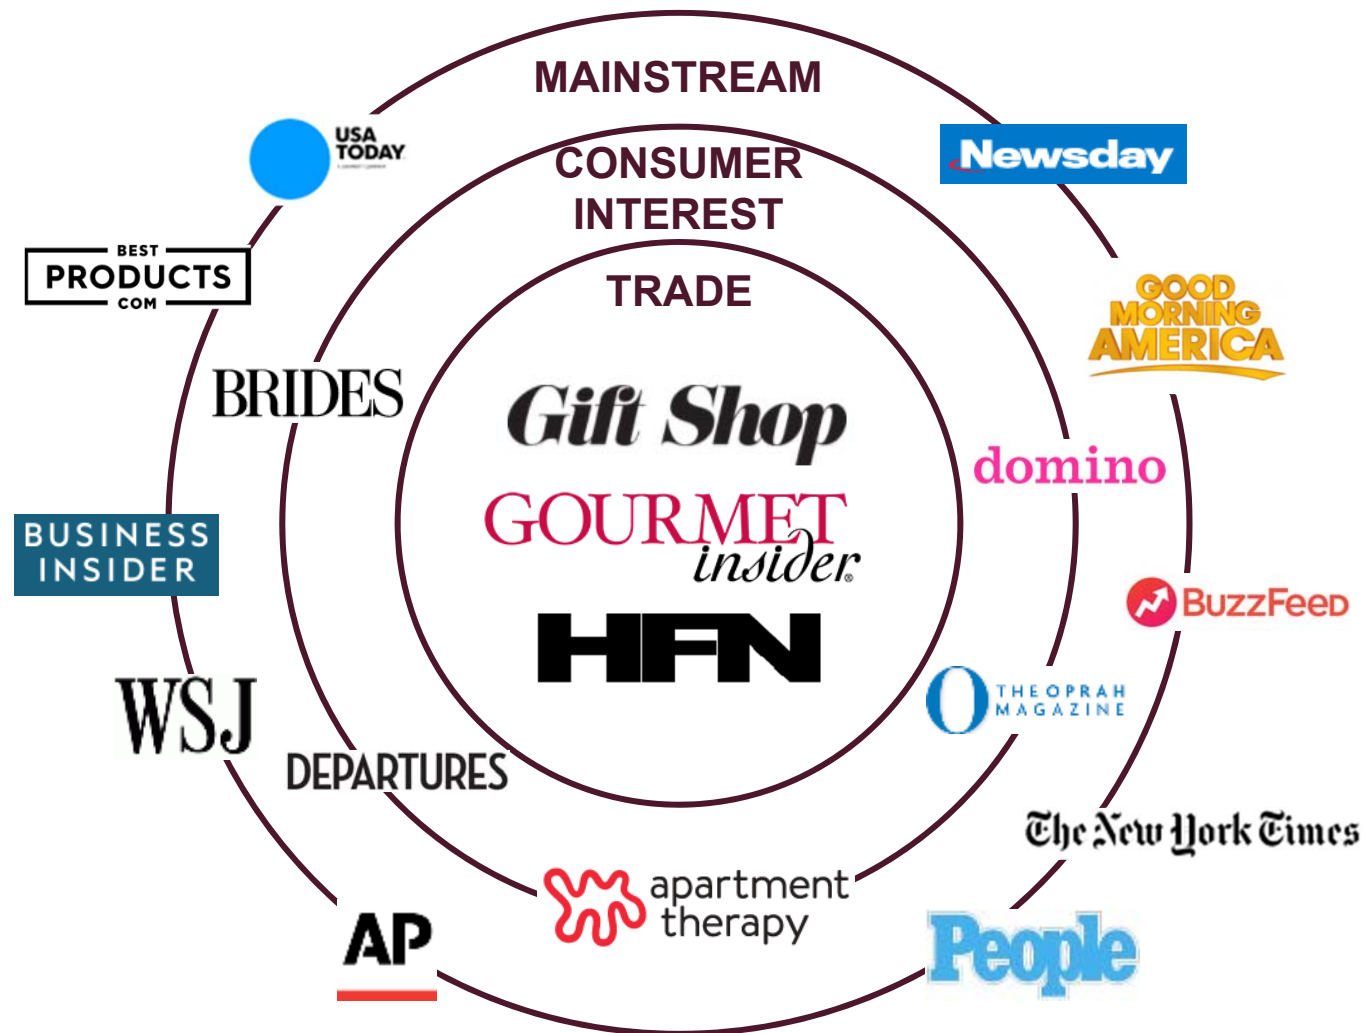 MAINSTREAM
USA
TODAY
Newsday
CONSUMER
INTEREST
BEST
PRODUCTS
COM
TRADE
GOOD
MORNING
AMERICA
BRIDES
Gift Shop
domino
GOURMET
insider®
BUSINESS
INSIDER
BuzzFeed
HFN
WSJ
O THE OPRAH
MAGAZINE
DEPARTURES
The New York Times
apartment
therapy
AP
People